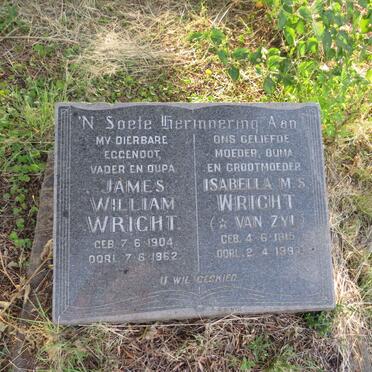 'N Soete Herinnering Aan
MY DIERBARE
EGGENOOT,
VADER EN OUPA
JAMES
WILLIAM
WRIGHT
GEB. 7-6-1904
OORL. 7-6-1962
ONS GELIEFDE
MOEDER, OUMA
EN GROOTMOEDER
ISABELLA M.S.
WRIGHT
(* VAN ZYL)
GEB. 4-6-1915
OORL. 2-4-
U WIL GESKIED